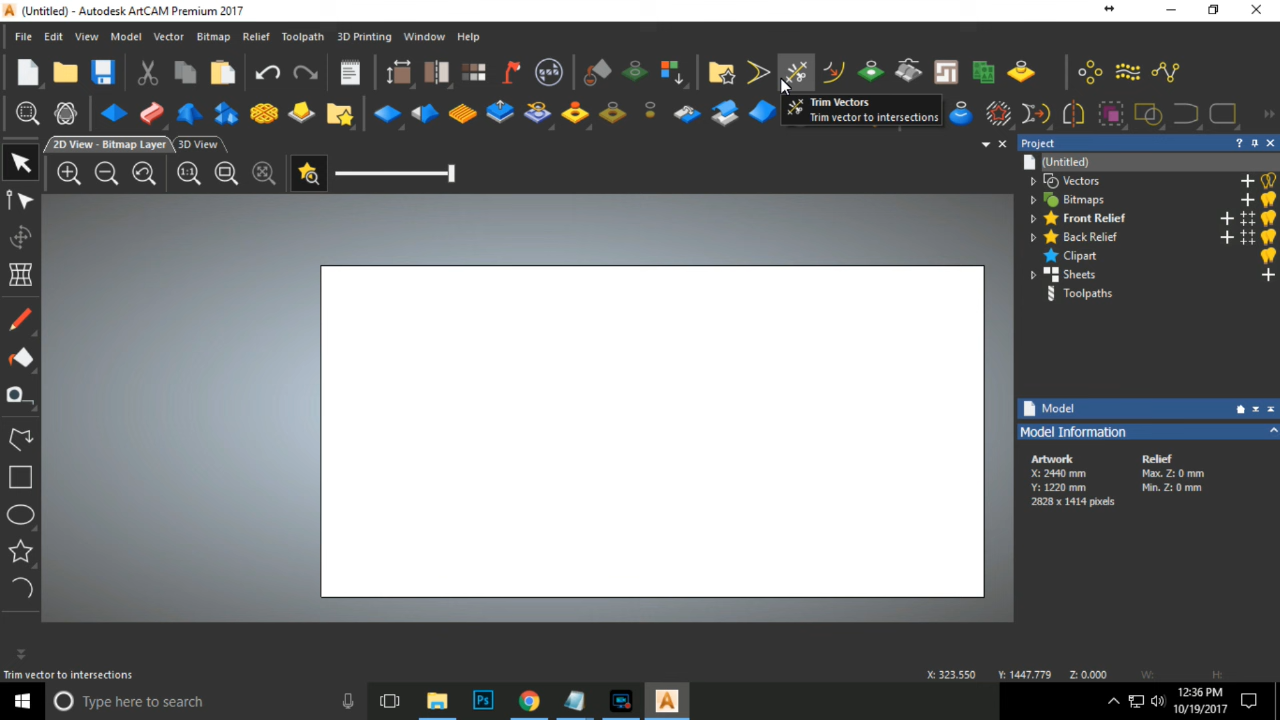 (Untitled) - Autodesk ArtCAM Premium 2017
File Edit View Model Vector Bitmap Relief Toolpath 3D Printing Window Help
Trim Vectors
Trim vector to intersections
2D View - Bitmap Layer 3D View
1:1
Project
(Untitled)
Vectors
Bitmaps
Front Relief
Back Relief
Clipart
Sheets
Toolpaths
Model
Model Information
Artwork Relief
X: 2440 mm Max. Z: 0 mm
Y: 1220 mm Min. Z: 0 mm
2828 x 1414 pixels
Trim vector to intersections X: 323.550 Y: 1447.779 Z: 0.000 W: H:
Type here to search
Ps
A
12:36 PM
10/19/2017